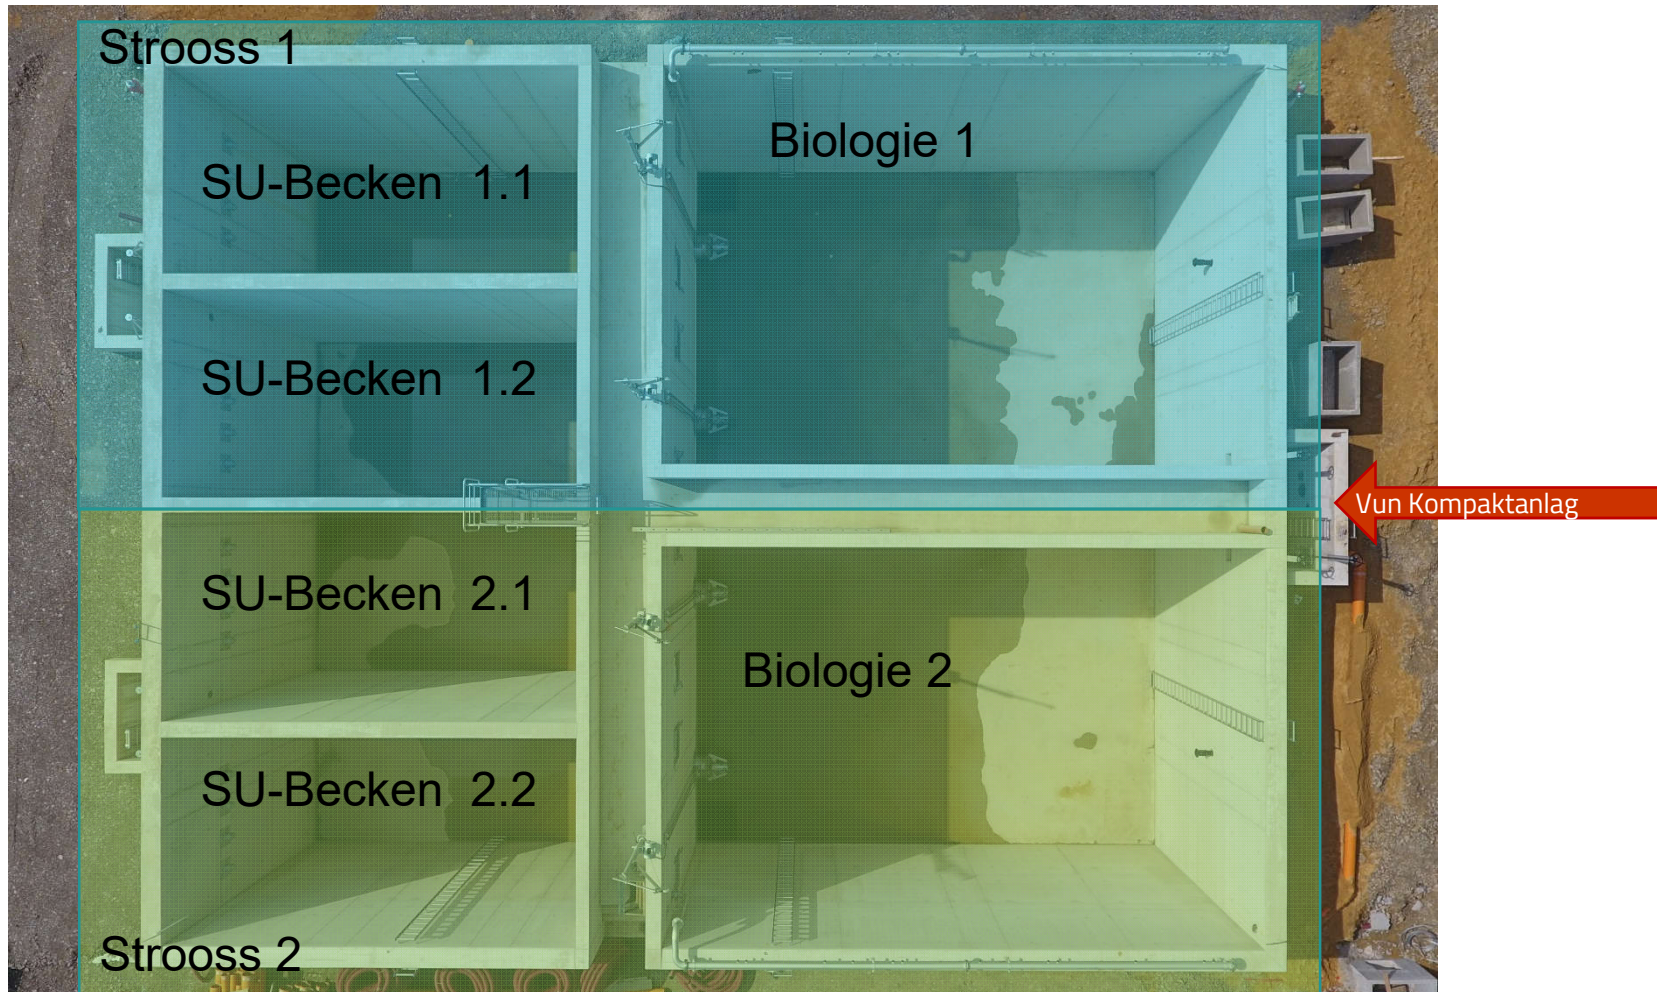 Strooss 1
Biologie 1
SU-Becken 1.1
SU-Becken 1.2
Vun Kompaktanlag
SU-Becken 2.1
Biologie 2
SU-Becken 2.2
Strooss 2